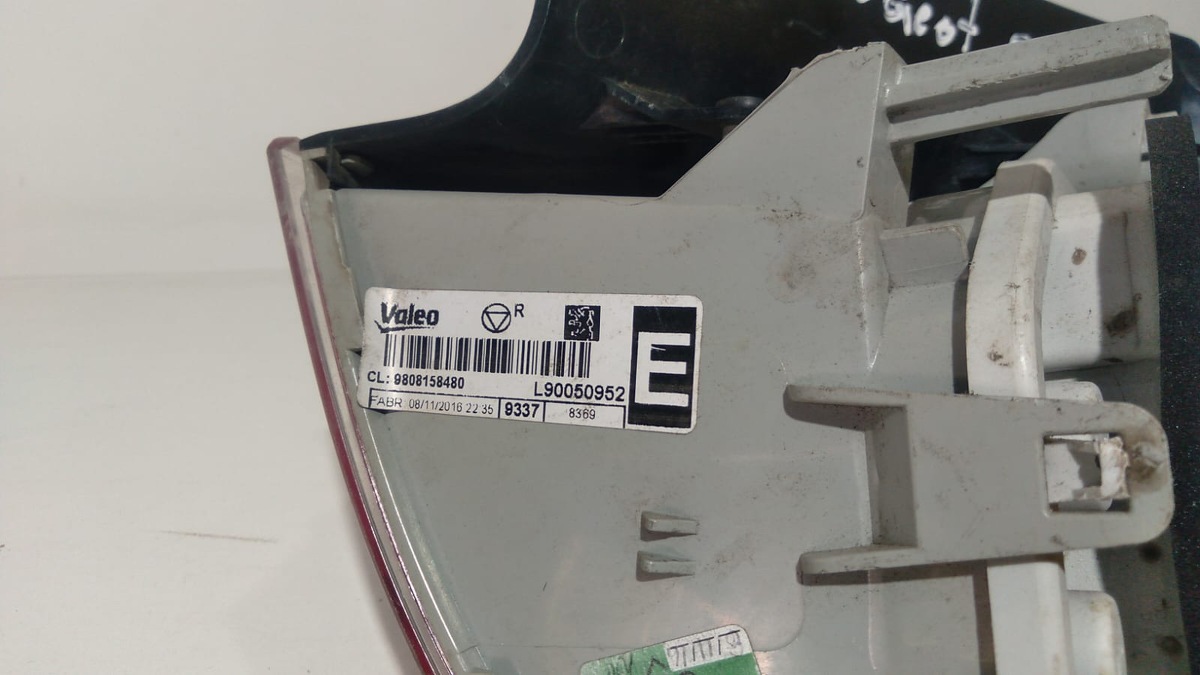 Valeo R
E
CL: 9808158480 L90050952
FABR 08/11/2016 22:35 9337 8369